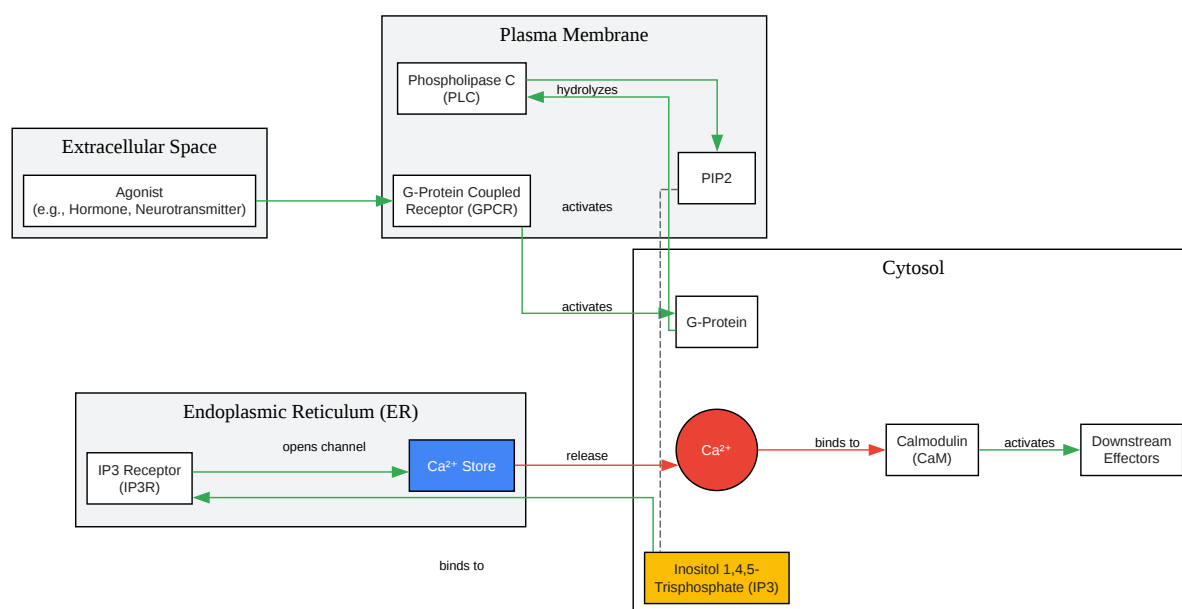 Plasma Membrane
Phospholipase C
(PLC)
hydrolyzes
Extracellular Space
Agonist
(e.g., Hormone, Neurotransmitter)
G-Protein Coupled
Receptor (GPCR)
activates
PIP2
Cytosol
activates
G-Protein
Endoplasmic Reticulum (ER)
opens channel
IP3 Receptor
(IP3R)
Ca²⁺ Store
release
Ca²⁺
binds to
Calmodulin
(CaM)
activates
Downstream
Effectors
binds to
Inositol 1,4,5-
Trisphosphate (IP3)